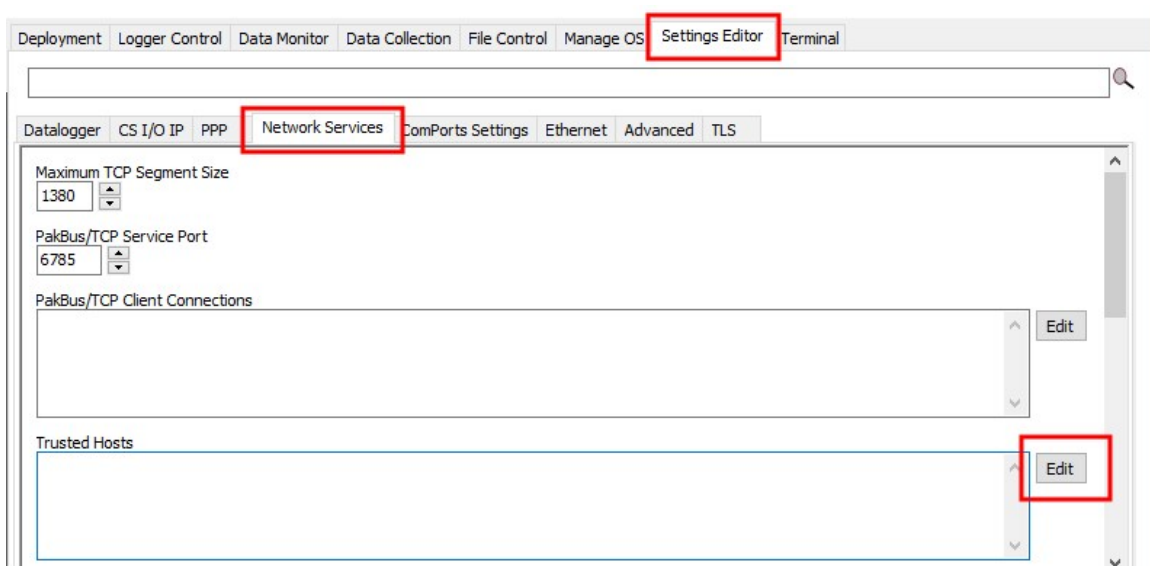 Deployment Logger Control Data Monitor Data Collection File Control Manage OS Settings Editor Terminal
Datalogger CS I/O IP PPP Network Services ComPorts Settings Ethernet Advanced TLS
Maximum TCP Segment Size
1380
PakBus/TCP Service Port
6785
PakBus/TCP Client Connections
Edit
Trusted Hosts
Edit